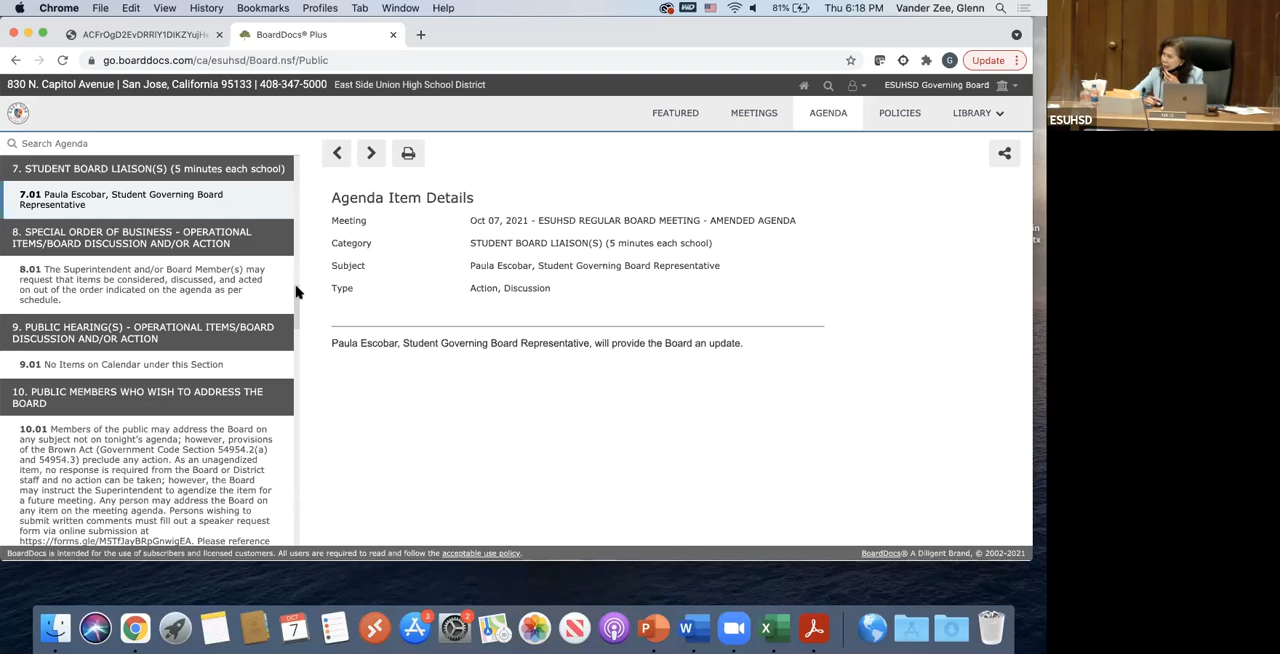 Chrome File Edit View History Bookmarks Profiles Tab Window Help 81% Thu 6:18 PM Vander Zee, Glenn
ACFrOgD2EvDRRlY1DlKZYujHe BoardDocs® Plus
go.boarddocs.com/ca/esuhsd/Board.nsf/Public G Update
830 N. Capitol Avenue | San Jose, California 95133 | 408-347-5000 East Side Union High School District ESUHSD Governing Board
FEATURED MEETINGS AGENDA POLICIES LIBRARY
Search Agenda
7. STUDENT BOARD LIAISON(S) (5 minutes each school)
7.01 Paula Escobar, Student Governing Board
Representative
8. SPECIAL ORDER OF BUSINESS - OPERATIONAL
ITEMS/BOARD DISCUSSION AND/OR ACTION
8.01 The Superintendent and/or Board Member(s) may
request that items be considered, discussed, and acted
on out of the order indicated on the agenda as per
schedule.
9. PUBLIC HEARING(S) - OPERATIONAL ITEMS/BOARD
DISCUSSION AND/OR ACTION
9.01 No Items on Calendar under this Section
10. PUBLIC MEMBERS WHO WISH TO ADDRESS THE
BOARD
10.01 Members of the public may address the Board on
any subject not on tonight's agenda; however, provisions
of the Brown Act (Government Code Section 54954.2(a)
and 54954.3) preclude any action. As an unagendized
item, no response is required from the Board or District
staff and no action can be taken; however, the Board
may instruct the Superintendent to agendize the item for
a future meeting. Any person may address the Board on
any item on the meeting agenda. Persons wishing to
submit written comments must fill out a speaker request
form via online submission at
https://forms.gle/M5TfJayBRpGnwigEA. Please reference
Agenda Item Details
Meeting Oct 07, 2021 - ESUHSD REGULAR BOARD MEETING - AMENDED AGENDA
Category STUDENT BOARD LIAISON(S) (5 minutes each school)
Subject Paula Escobar, Student Governing Board Representative
Type Action, Discussion
Paula Escobar, Student Governing Board Representative, will provide the Board an update.
BoardDocs is intended for the use of subscribers and licensed customers. All users are required to read and follow the acceptable use policy. BoardDocs® A Diligent Brand, © 2002-2021
ESUHSD
OCT
7
3
2